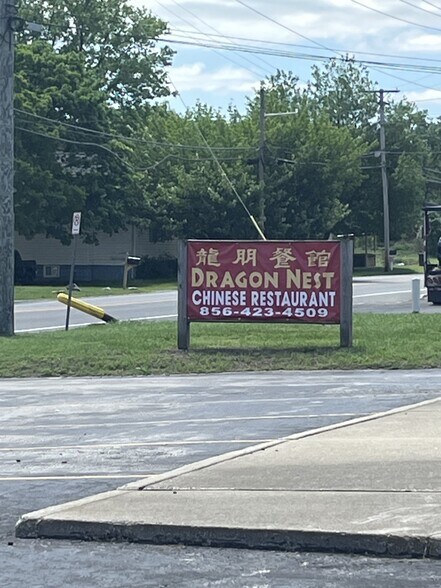 龍朋餐館
DRAGON NEST
CHINESE RESTAURANT
856-423-4509